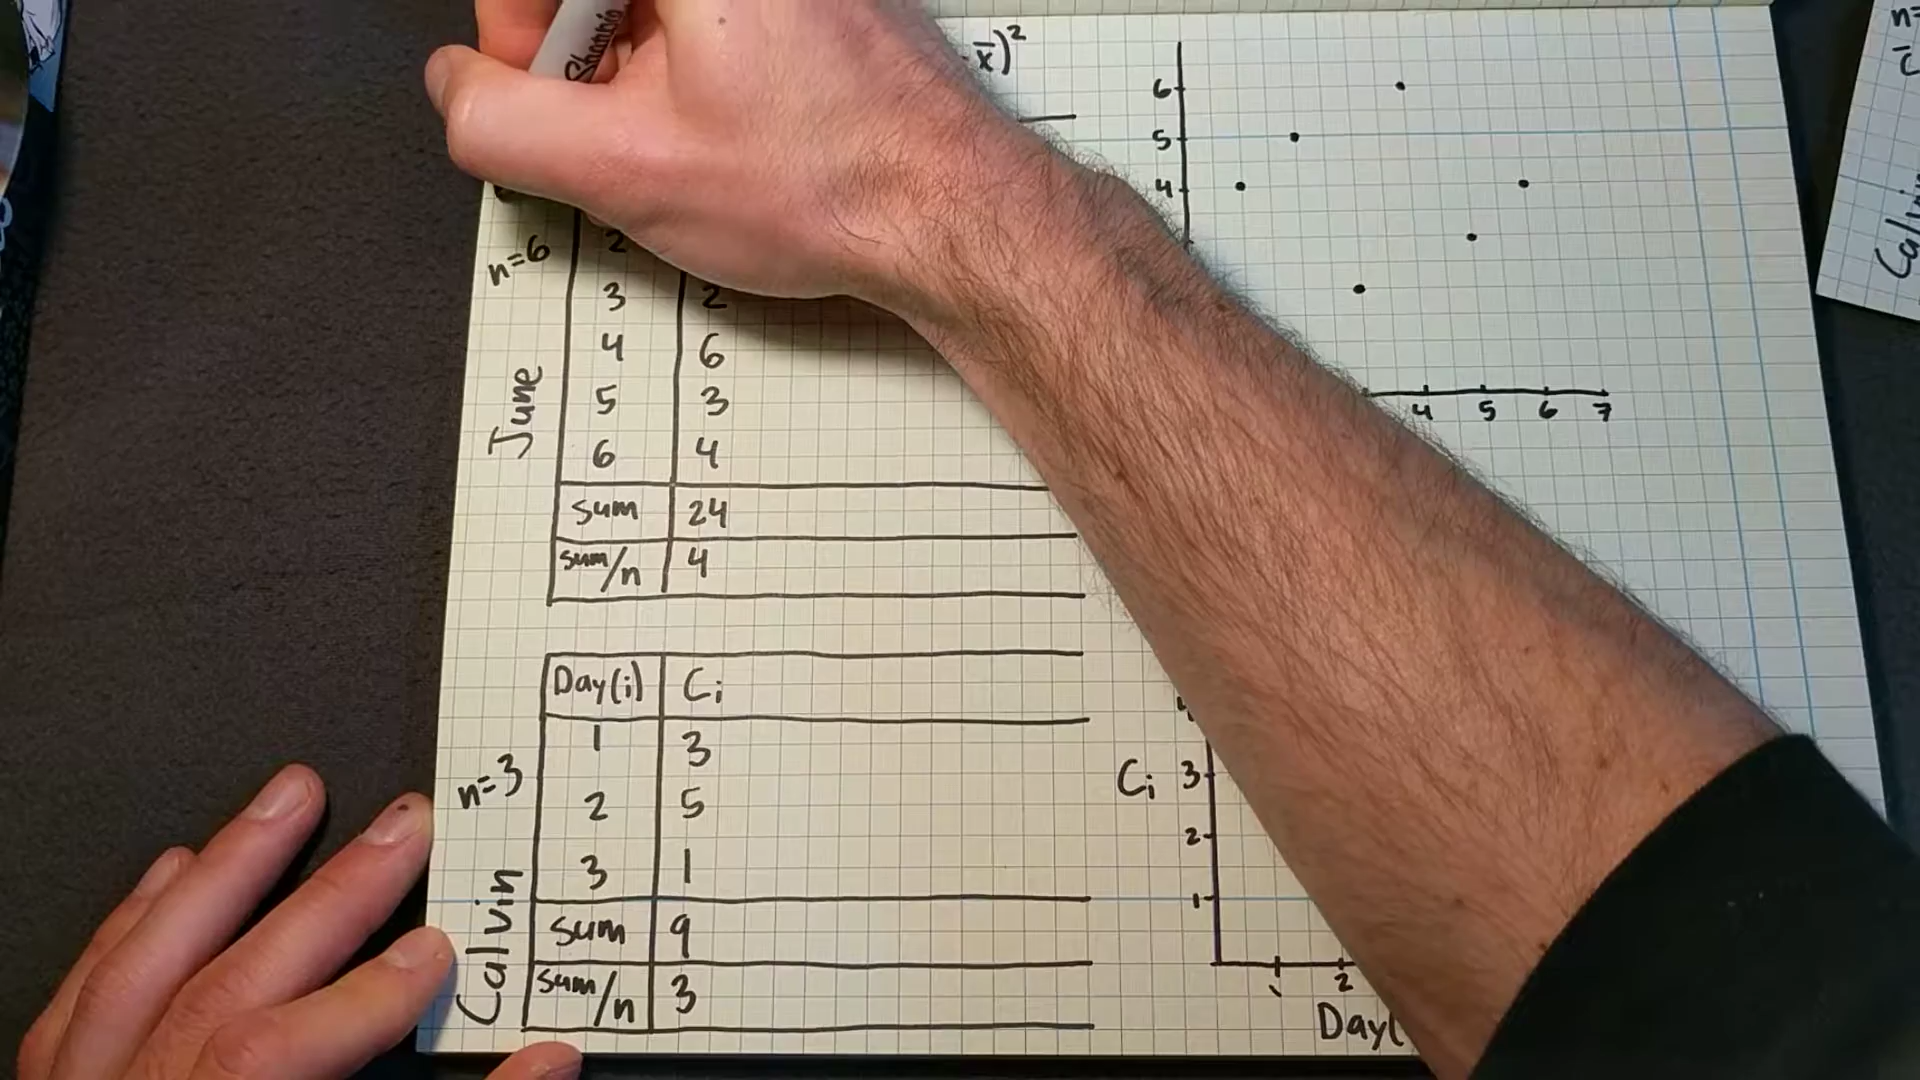 Sharpie
x̄)²
n=6
June
2
3 2
4 6
5 3
6 4
sum 24
sum/n 4
6
5
4
4 5 6 7
n=3
Calvin
Day(i) Ci
1 3
2 5
3 1
sum 9
sum/n 3
Ci
4
3
2
1
1 2
Day(
n=
Calvin